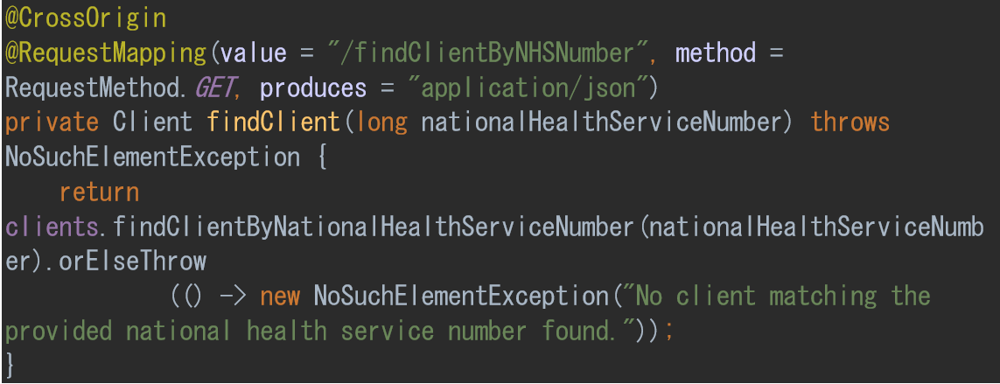 @CrossOrigin
@RequestMapping(value = "/findClientByNHSNumber", method =
RequestMethod.GET, produces = "application/json")
private Client findClient(long nationalHealthServiceNumber) throws
NoSuchElementException {
    return
clients.findClientByNationalHealthServiceNumber(nationalHealthServiceNumb
er).orElseThrow
            (() -> new NoSuchElementException("No client matching the
provided national health service number found."));
}